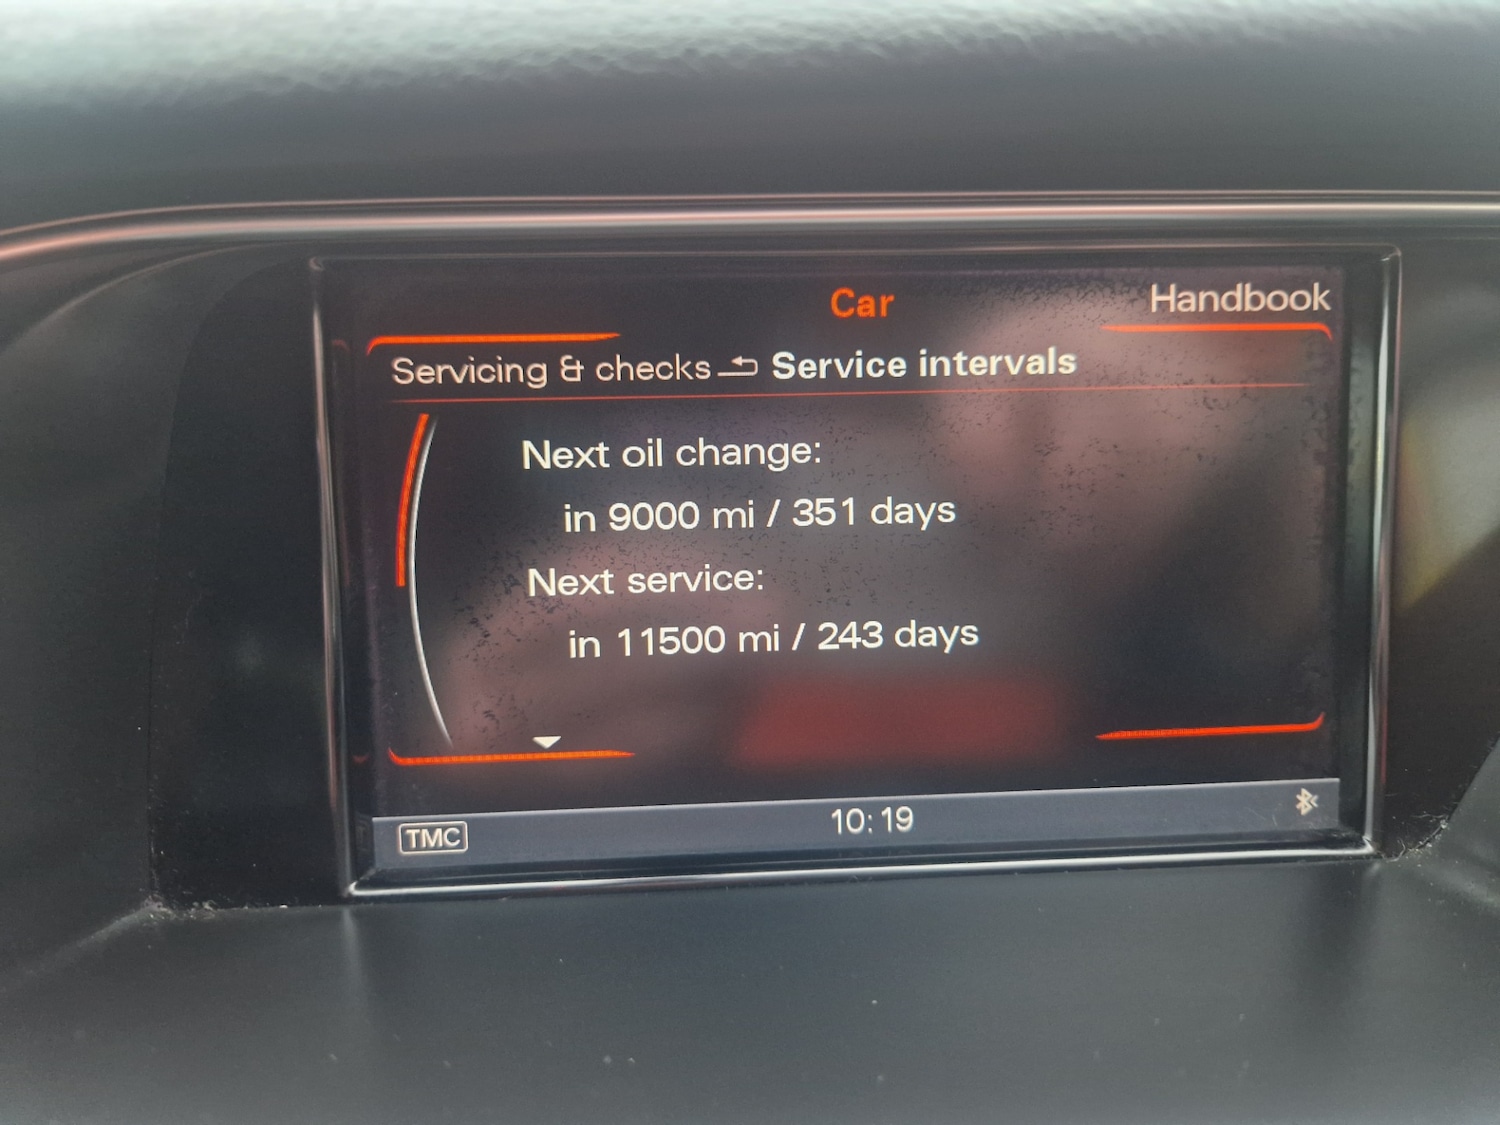 Car
Handbook
Servicing & checks Service intervals
Next oil change:
in 9000 mi / 351 days
Next service:
in 11500 mi / 243 days
TMC
10:19